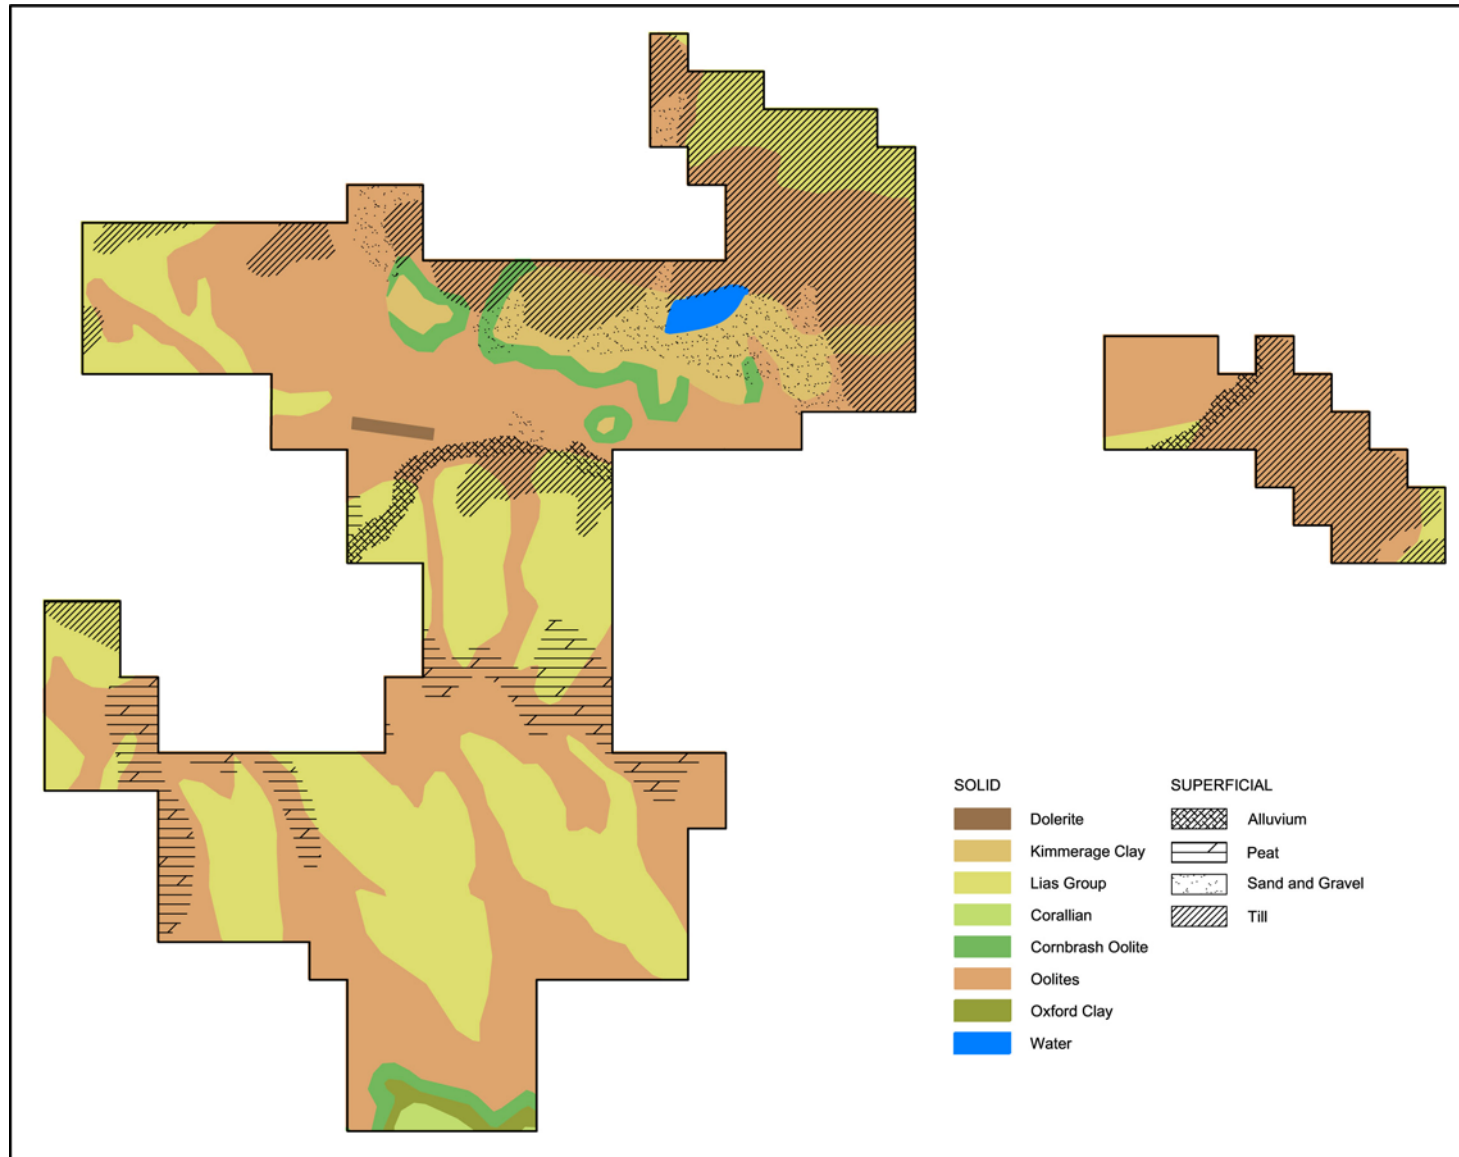 SOLID
Dolerite
Kimmerage Clay
Lias Group
Corallian
Cornbrash Oolite
Oolites
Oxford Clay
Water
SUPERFICIAL
Alluvium
Peat
Sand and Gravel
Till